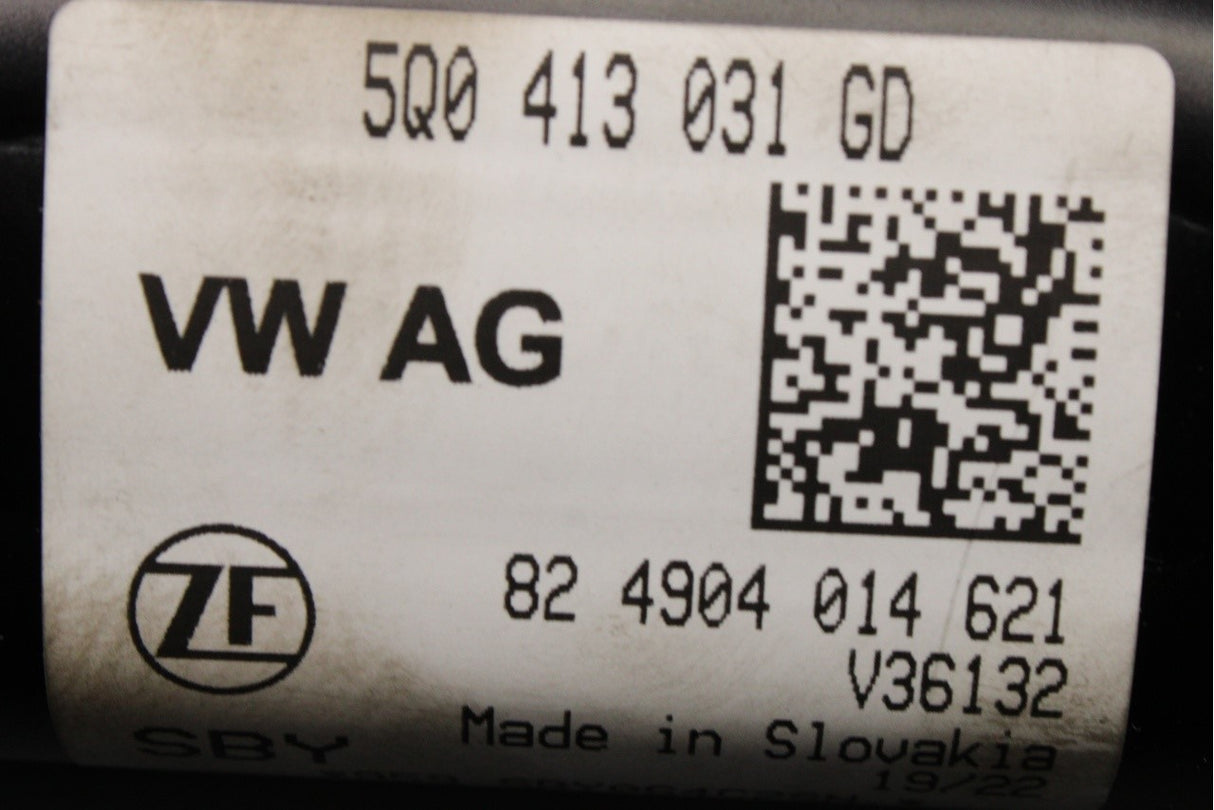 5Q0 413 031 GD
VW AG
ZF
82 4904 014 621
V36132
SBY
Made in Slovakia
19/22